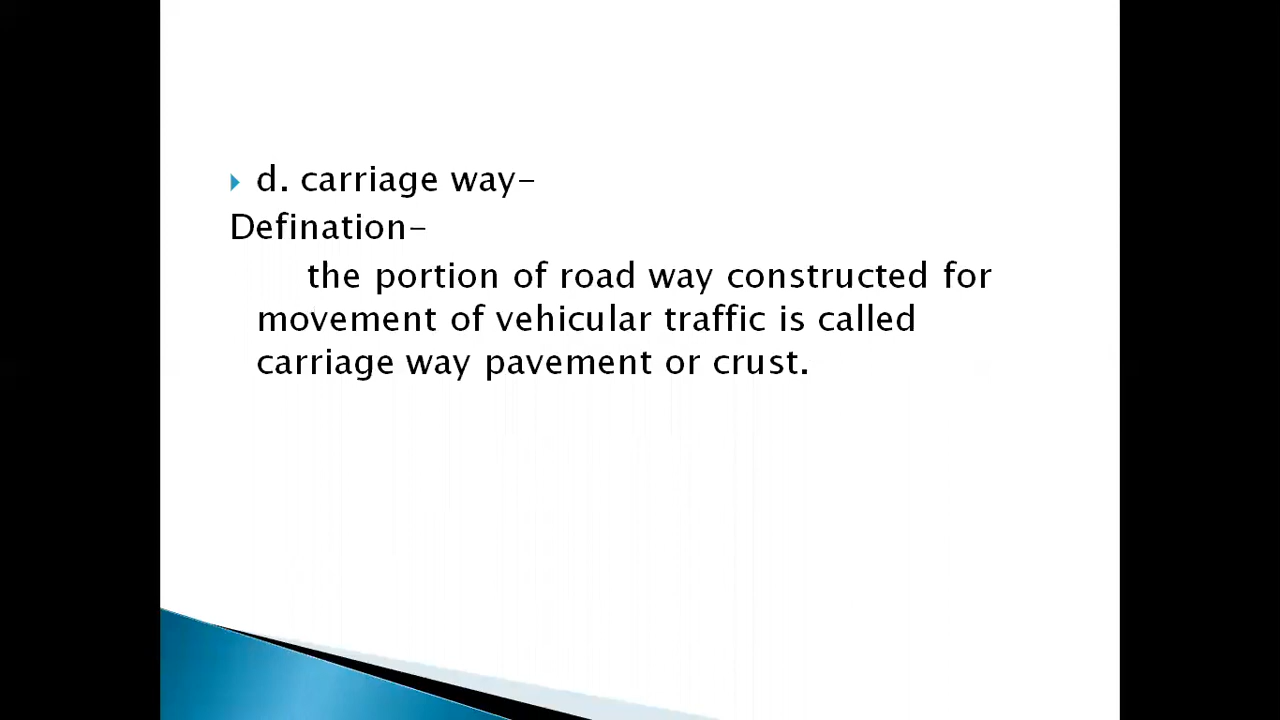 d. carriage way-
Defination-
the portion of road way constructed for
movement of vehicular traffic is called
carriage way pavement or crust.